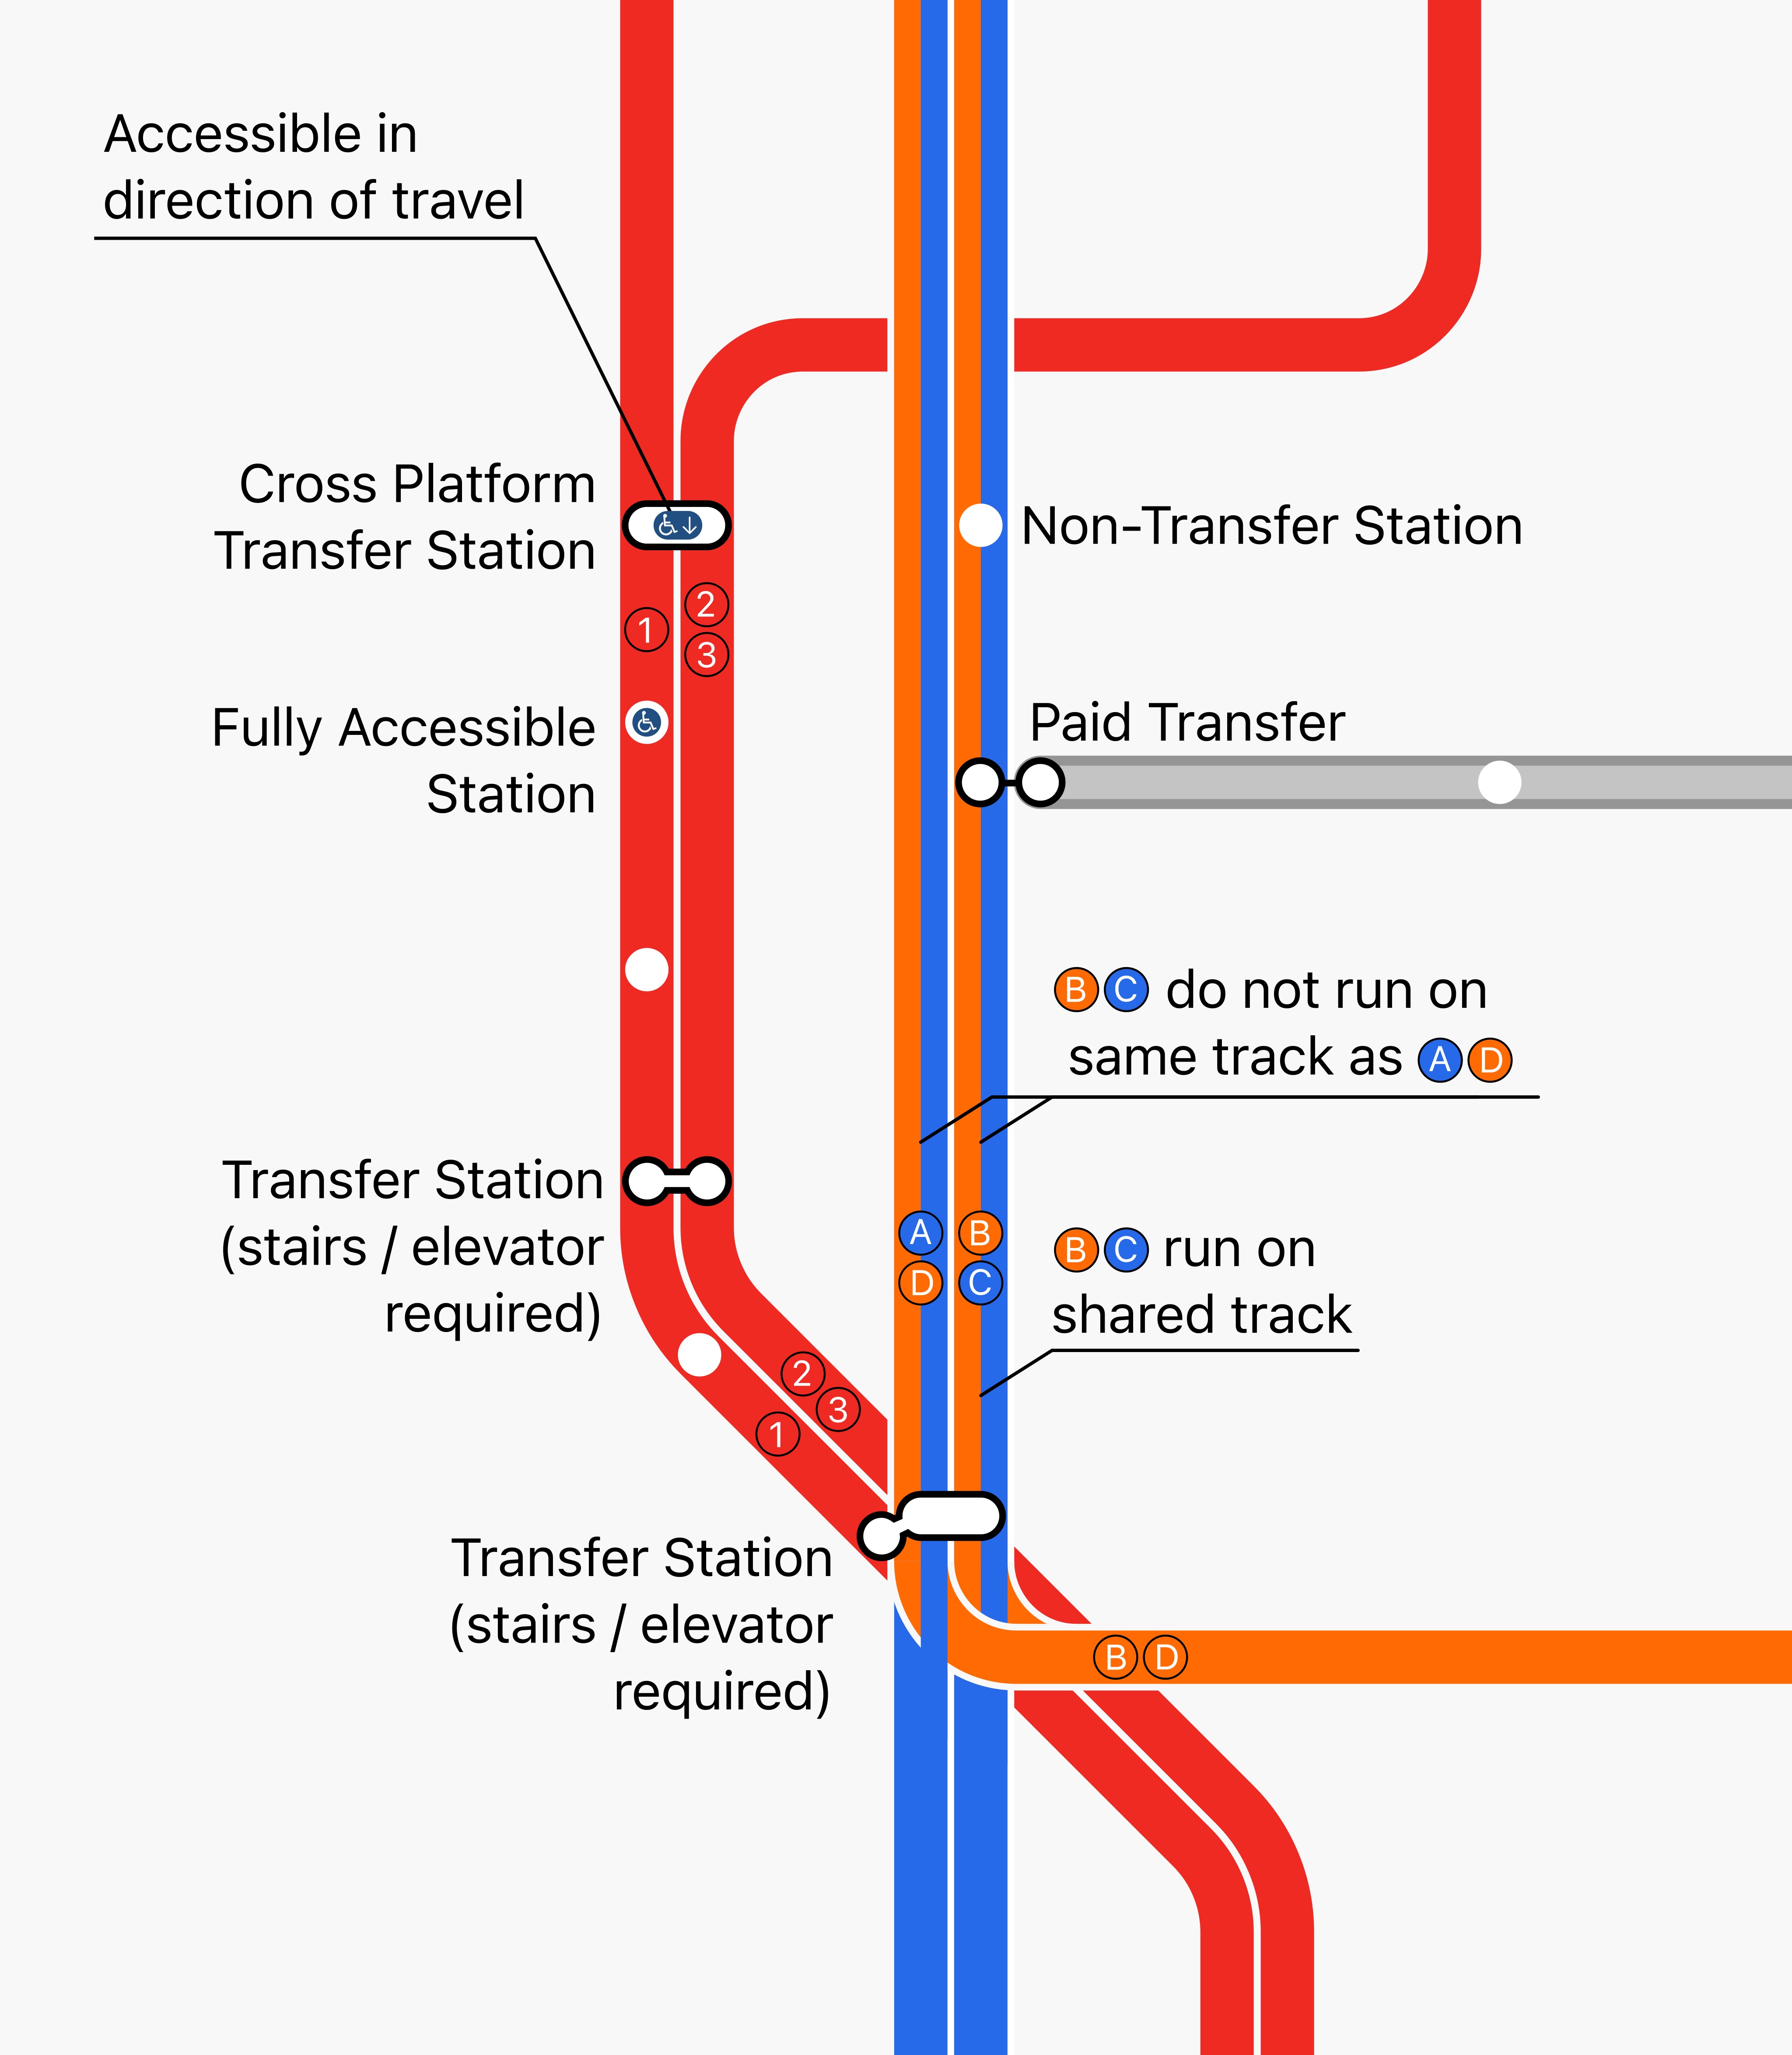 Accessible in
direction of travel
Cross Platform
Transfer Station
Non-Transfer Station
2
1
3
Fully Accessible
Station
Paid Transfer
B C do not run on
same track as A D
Transfer Station
(stairs / elevator
required)
A B
D C
B C run on
shared track
2
3
1
Transfer Station
(stairs / elevator
required)
B D